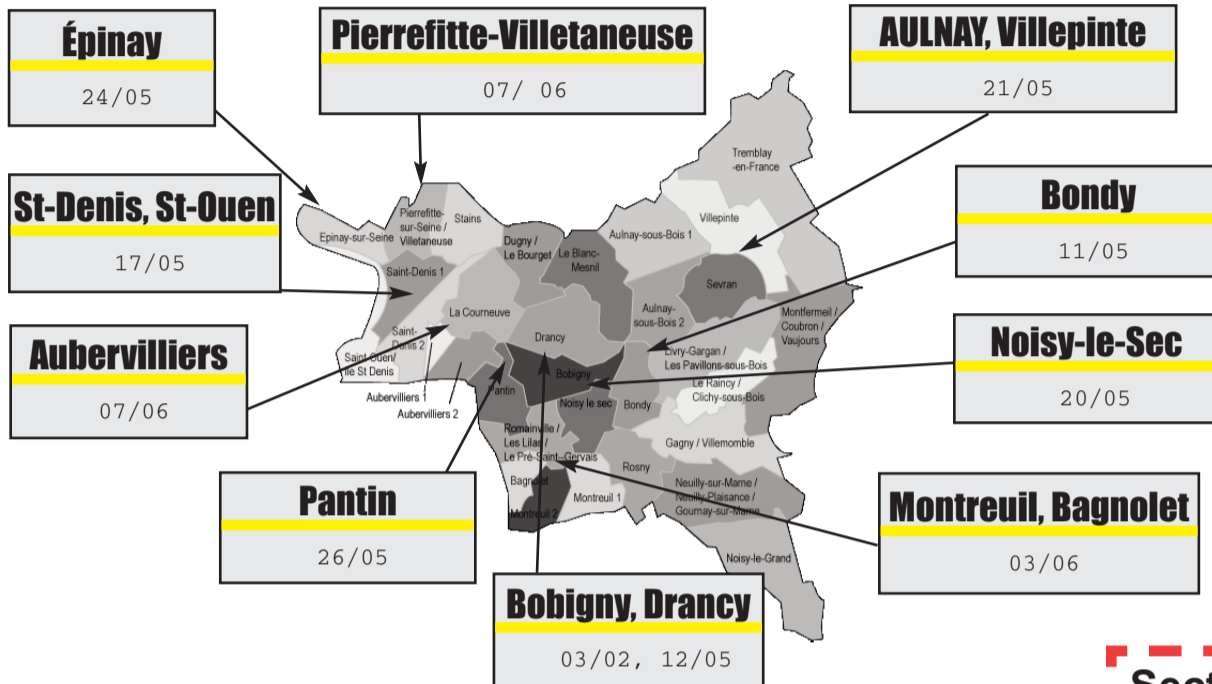 Épinay
24/05
Pierrefitte-Villetaneuse
07/ 06
AULNAY, Villepinte
21/05
St-Denis, St-Ouen
17/05
Bondy
11/05
Aubervilliers
07/06
Noisy-le-Sec
20/05
Pantin
26/05
Montreuil, Bagnolet
03/06
Bobigny, Drancy
03/02, 12/05
Tremblay
-en-France
Villepinte
Epinay-sur-Seine
Pierrefitte-
sur-Seine /
Villetaneuse
Stains
Dugny /
Le Bourget
Le Blanc-
Mesnil
Aulnay-sous-Bois 1
Sevran
Saint-Denis 1
La Courneuve
Aulnay-
sous-Bois 2
Montfermeil /
Coubron /
Vaujours
Saint-
Denis 2
Drancy
Livry-Gargan /
Les Pavillons-sous-Bois
Saint Ouen/
Ile St Denis
Bobigny
Le Raincy /
Clichy-sous-Bois
Aubervilliers 1
Aubervilliers 2
Pantin
Noisy le sec
Bondy
Romainville /
Les Lilas /
Le Pré-Saint--Gervais
Gagny / Villemomble
Rosny
Bagnolet
Montreuil 1
Montreuil 2
Neuilly-sur-Marne /
Neuilly-Plaisance /
Gournay-sur-Marne
Noisy-le-Grand